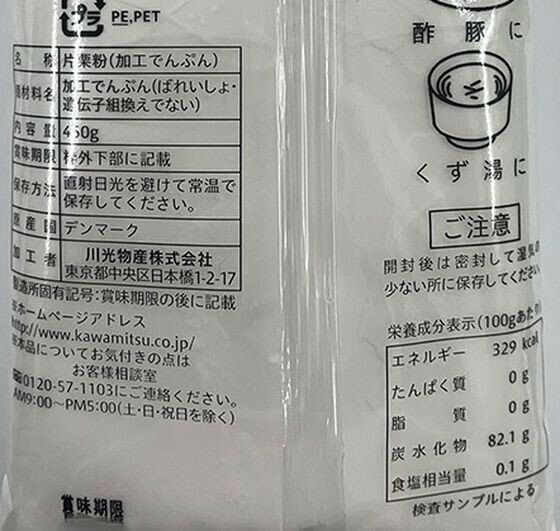 プラ PE,PET
名称 片栗粉(加工でんぷん)
原材料名 加工でんぷん(ばれいしょ・
遺伝子組換えでない)
内容量 450g
賞味期限 枠外下部に記載
保存方法 直射日光を避けて常温で
保存してください。
原産国 デンマーク
加工者 川光物産株式会社
東京都中央区日本橋1-2-17
製造所固有記号:賞味期限の後に記載
※ホームページアドレス
http://www.kawamitsu.co.jp/
※本品についてお気付きの点は
お客様相談室
0120-57-1103にご連絡ください。
AM9:00〜PM5:00(土・日・祝日を除く)
賞味期限
酢豚に
くず湯に
ご注意
開封後は密封して湿気の
少ない所に保存してください
栄養成分表示(100gあたり)
エネルギー 329 kcal
たんぱく質 0 g
脂質 0 g
炭水化物 82.1 g
食塩相当量 0.1 g
検査サンプルによる